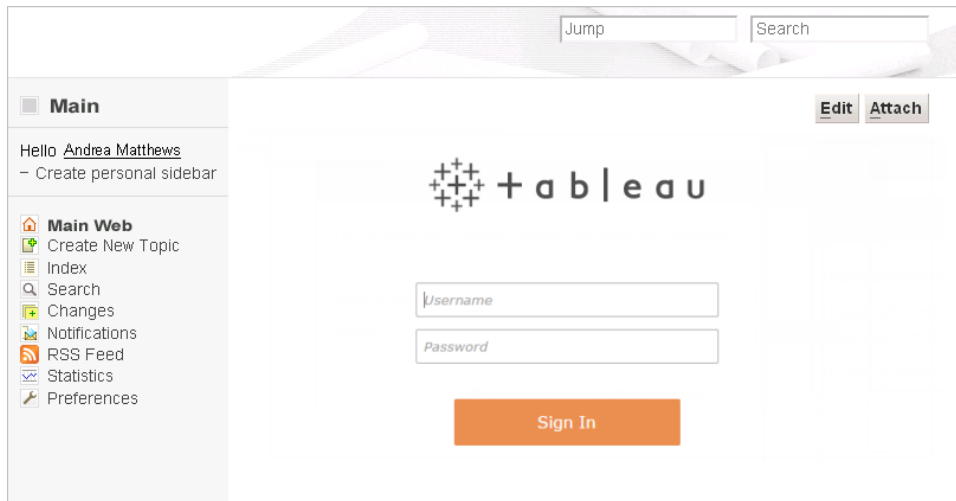 Jump
Search
Main
Edit
Attach
Hello Andrea Matthews
– Create personal sidebar
Main Web
Create New Topic
Index
Search
Changes
Notifications
RSS Feed
Statistics
Preferences
+ableau
Username
Password
Sign In